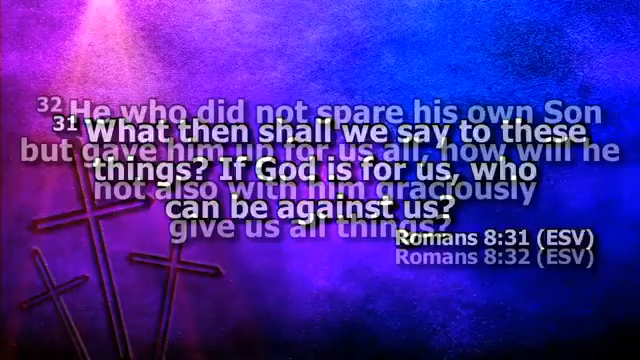 31 What then shall we say to these
things? If God is for us, who
can be against us?
Romans 8:31 (ESV)
32 He who did not spare his own Son
but gave him up for us all, how will he
not also with him graciously
give us all things?
Romans 8:32 (ESV)